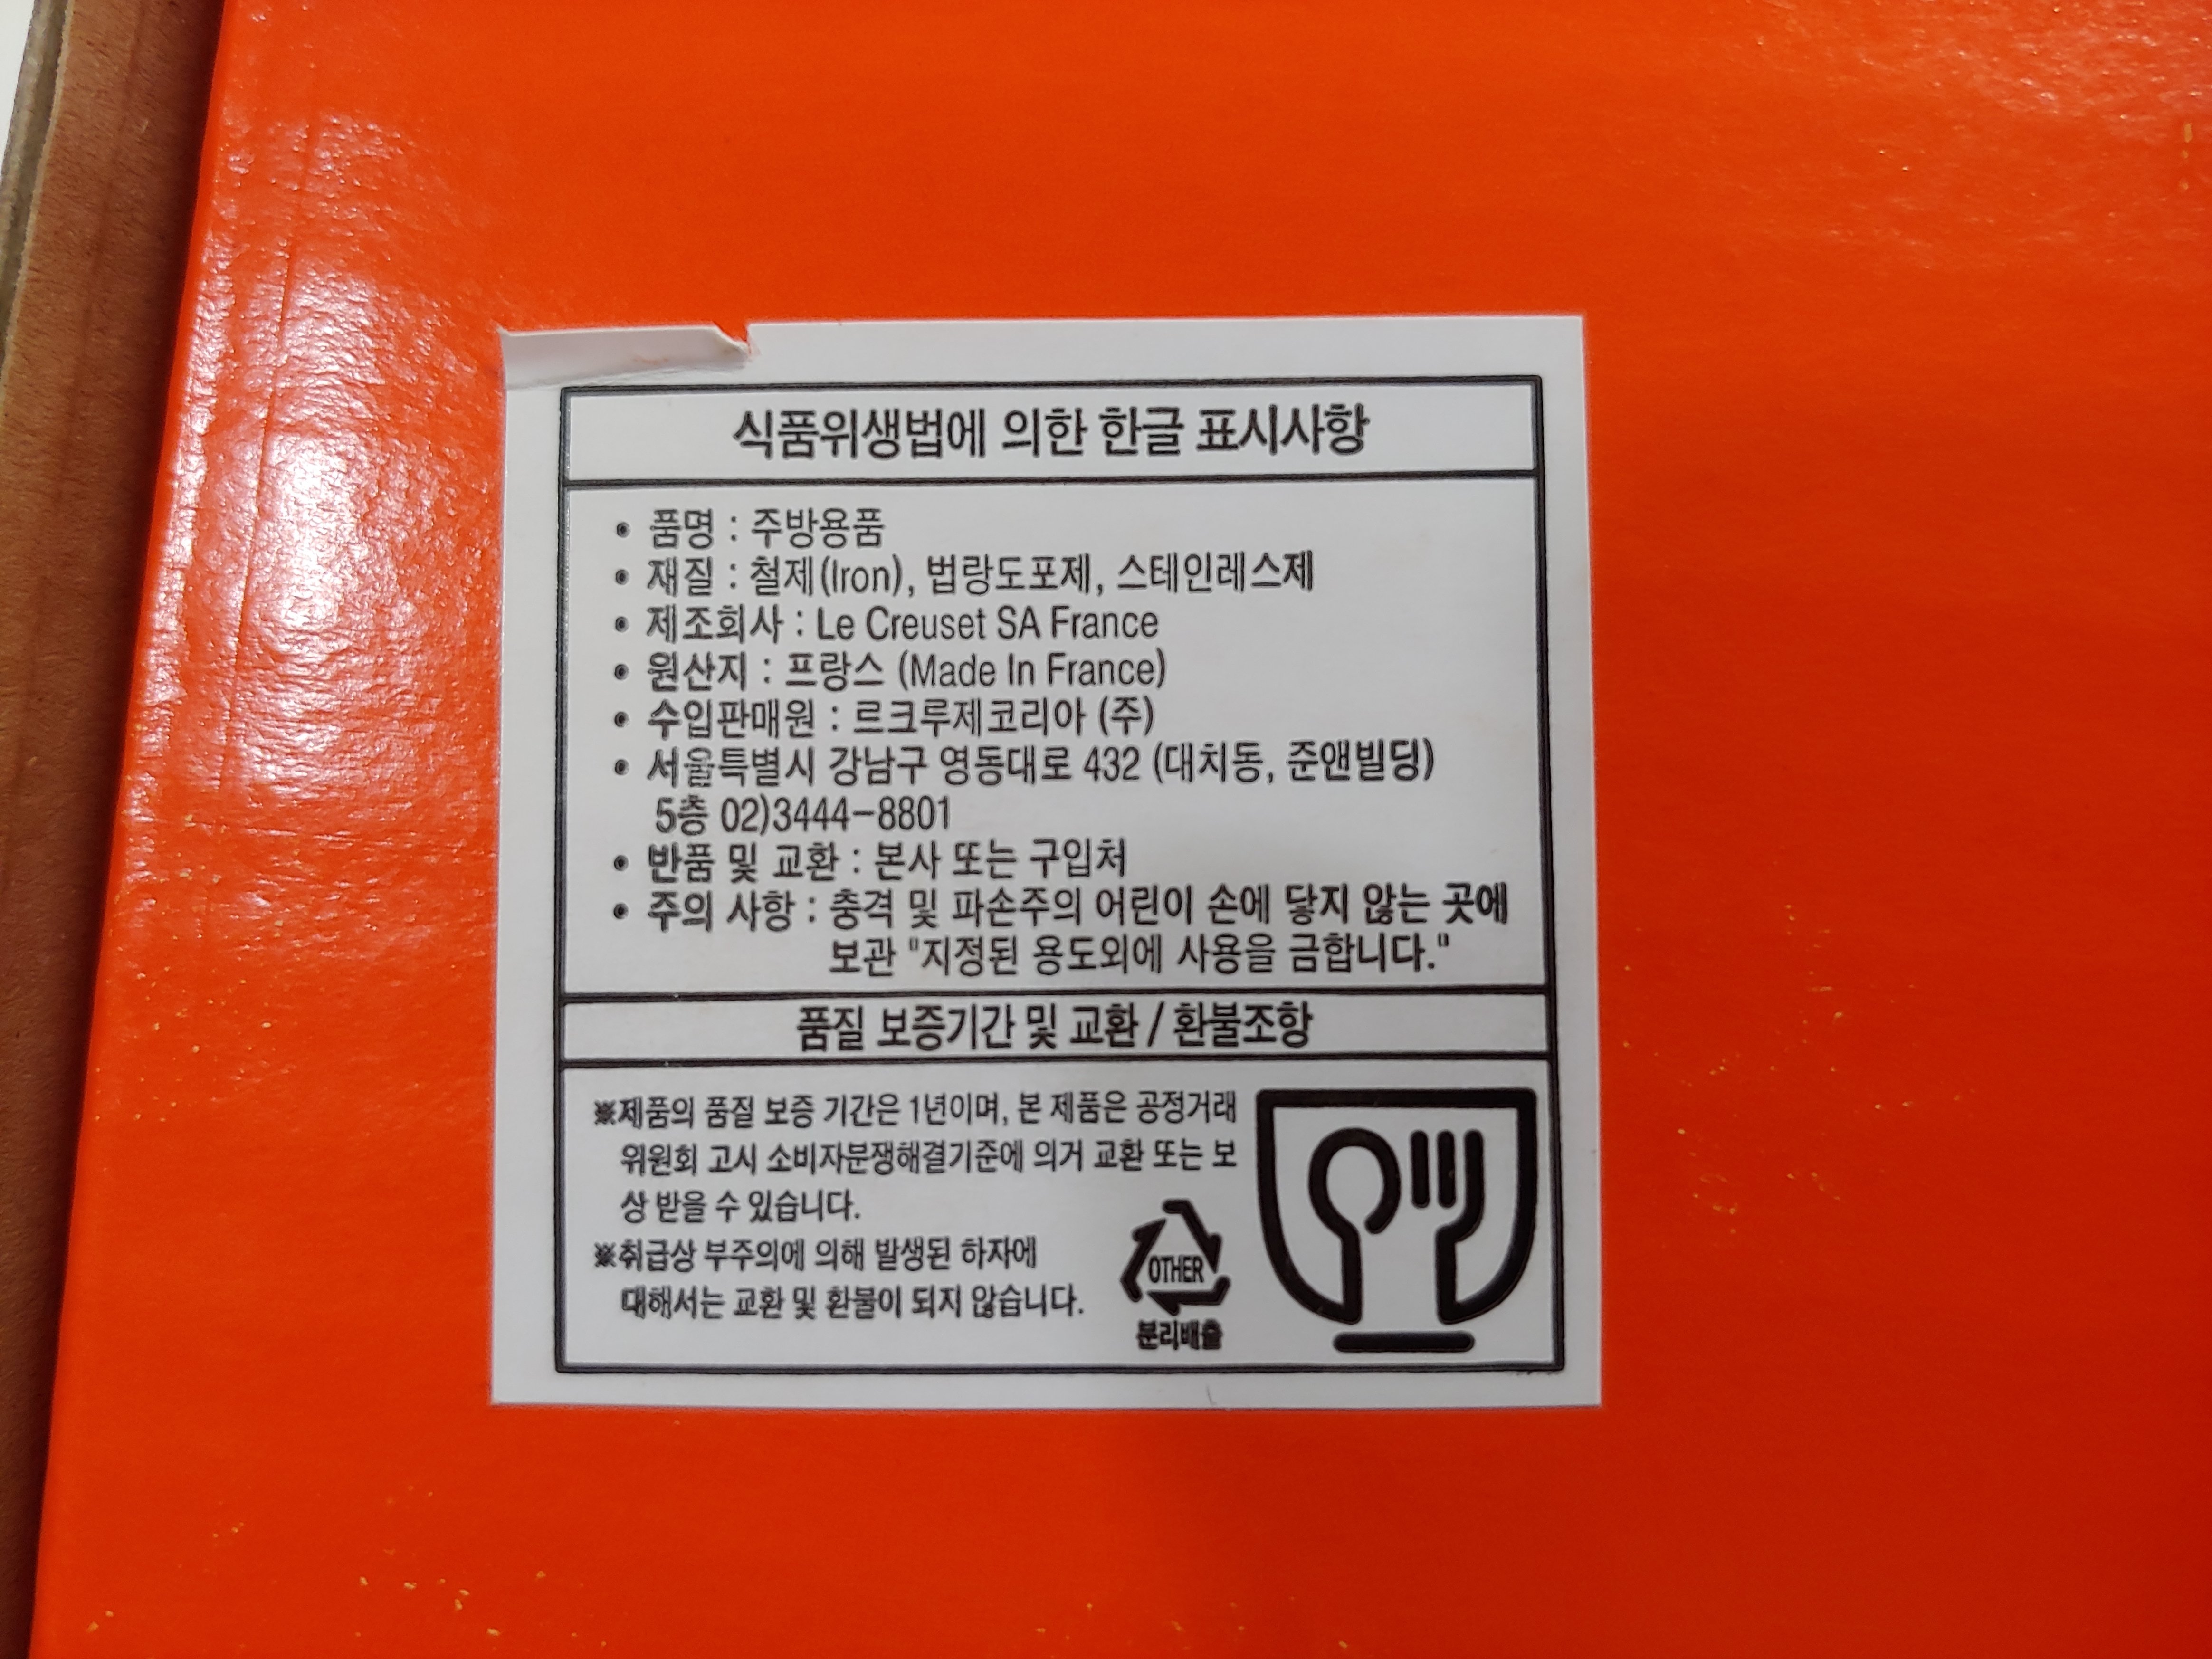 식품위생법에 의한 한글 표시사항
• 품명 : 주방용품
• 재질 : 철제(Iron), 법랑도포제, 스테인레스제
• 제조회사 : Le Creuset SA France
• 원산지 : 프랑스 (Made In France)
• 수입판매원 : 르크루제코리아 (주)
• 서울특별시 강남구 영동대로 432 (대치동, 준앤빌딩)
5층 02)3444-8801
• 반품 및 교환 : 본사 또는 구입처
• 주의 사항 : 충격 및 파손주의 어린이 손에 닿지 않는 곳에
보관 "지정된 용도외에 사용을 금합니다."
품질 보증기간 및 교환 / 환불조항
※제품의 품질 보증 기간은 1년이며, 본 제품은 공정거래
위원회 고시 소비자분쟁해결기준에 의거 교환 또는 보
상 받을 수 있습니다.
※취급상 부주의에 의해 발생된 하자에
대해서는 교환 및 환불이 되지 않습니다.
OTHER
분리배출